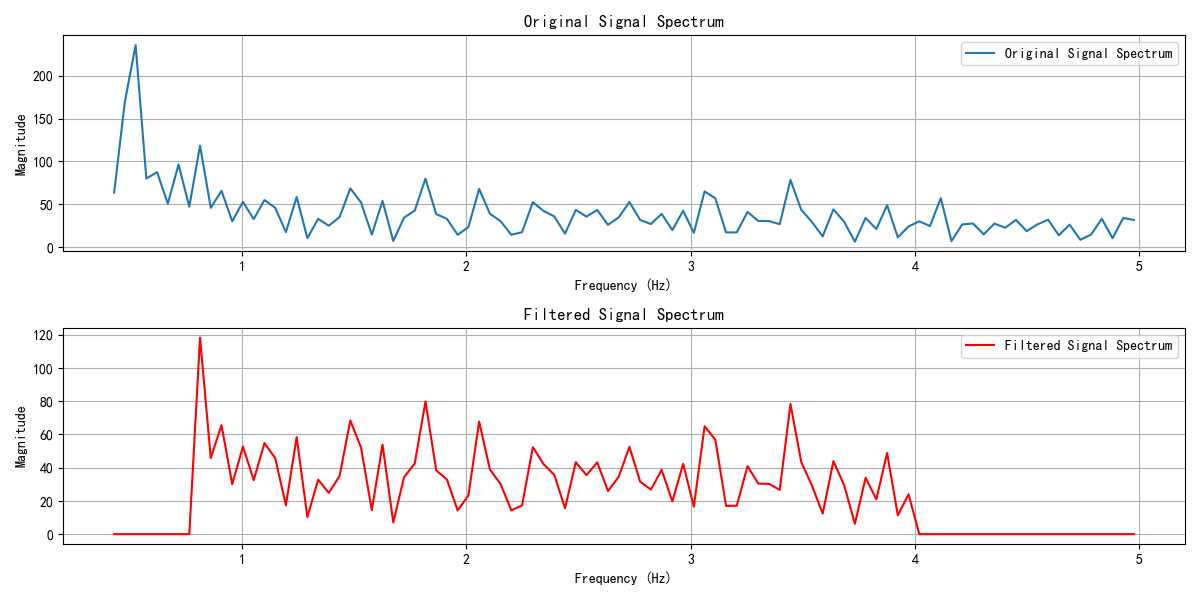 Original Signal Spectrum
Original Signal Spectrum
Magnitude
200
150
100
50
0
1 2 3 4 5
Frequency (Hz)
Filtered Signal Spectrum
Filtered Signal Spectrum
Magnitude
120
100
80
60
40
20
0
1 2 3 4 5
Frequency (Hz)